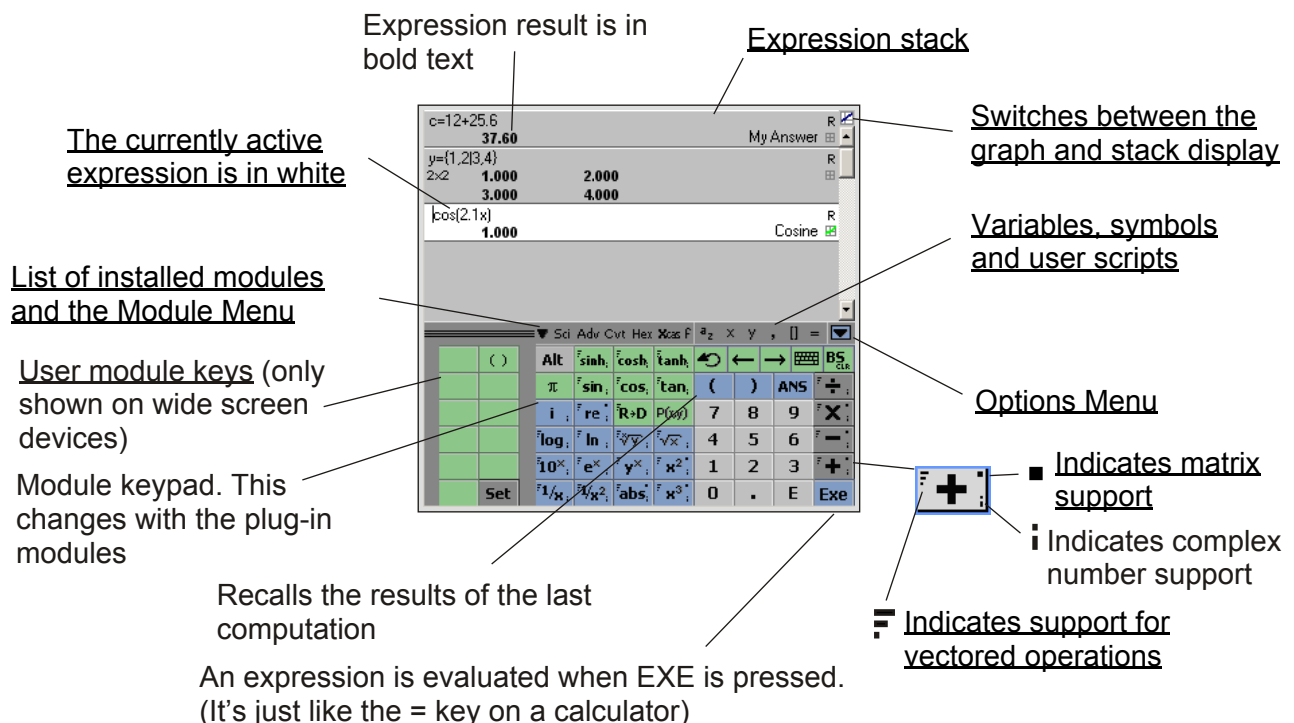 Expression result is in
bold text
Expression stack
The currently active
expression is in white
Switches between the
graph and stack display
c=12+25.6 R
37.60 My Answer
y={1,2|3,4} R
2x2 1.000 2.000
3.000 4.000
cos(2.1x) R
1.000 Cosine
Variables, symbols
and user scripts
List of installed modules
and the Module Menu
Sci Adv Cvt Hex Xcas f az x y , [] =
( ) Alt sinh cosh tanh ← → BS CLR
π sin cos tan ( ) ANS ÷
i re R→D P(x,y) 7 8 9 X
log ln ˣ√y √x 4 5 6 −
10ˣ eˣ yˣ x² 1 2 3 +
Set 1/x 1/x² abs x³ 0 . E Exe
User module keys (only
shown on wide screen
devices)
Module keypad. This
changes with the plug-in
modules
Options Menu
+ i
Indicates matrix
support
i Indicates complex
number support
Indicates support for
vectored operations
Recalls the results of the last
computation
An expression is evaluated when EXE is pressed.
(It's just like the = key on a calculator)